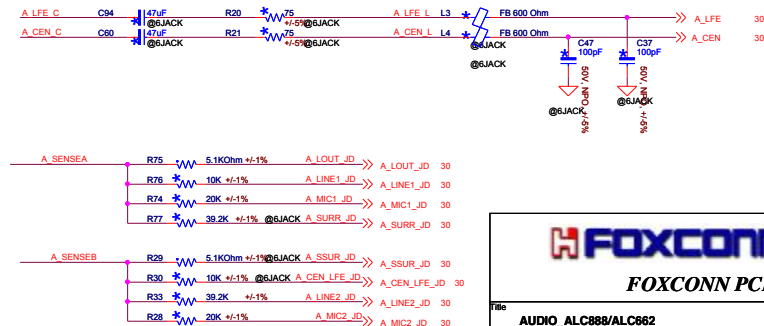 A_LFE_C C94 47uF R20 75 A_LFE_L L3 FB 600 Ohm A_LFE 30
@6JACK +/-5% @6JACK
A_CEN_C C60 47uF R21 75 A_CEN_L L4 FB 600 Ohm A_CEN 30
@6JACK +/-5% @6JACK @6JACK
@6JACK
C47 C37
100pF 100pF
50V, NPO, +/-5% 50V, NPO, +/-5%
@6JACK @6JACK
A_SENSEA R75 5.1KOhm +/-1% A_LOUT_JD A_LOUT_JD 30
R76 10K +/-1% A_LINE1_JD A_LINE1_JD 30
R74 20K +/-1% A_MIC1_JD A_MIC1_JD 30
R77 39.2K +/-1% @6JACK A_SURR_JD A_SURR_JD 30
A_SENSEB R29 5.1KOhm +/-1% @6JACK A_SSUR_JD A_SSUR_JD 30
R30 10K +/-1% @6JACK A_CEN_LFE_JD A_CEN_LFE_JD 30
R33 39.2K +/-1% A_LINE2_JD A_LINE2_JD 30
R28 20K +/-1% A_MIC2_JD A_MIC2_JD 30
FOXCONN
FOXCONN PC
Title
AUDIO ALC888/ALC662